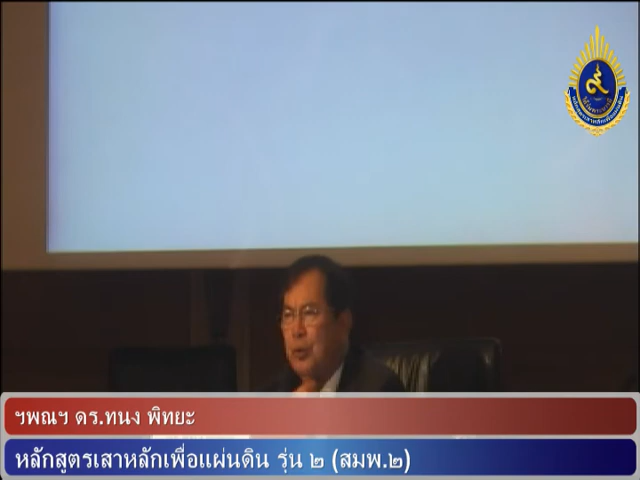 ๙
ฯพณฯ ดร.ทนง พิทยะ
หลักสูตรเสาหลักเพื่อแผ่นดิน รุ่น ๒ (สมพ.๒)